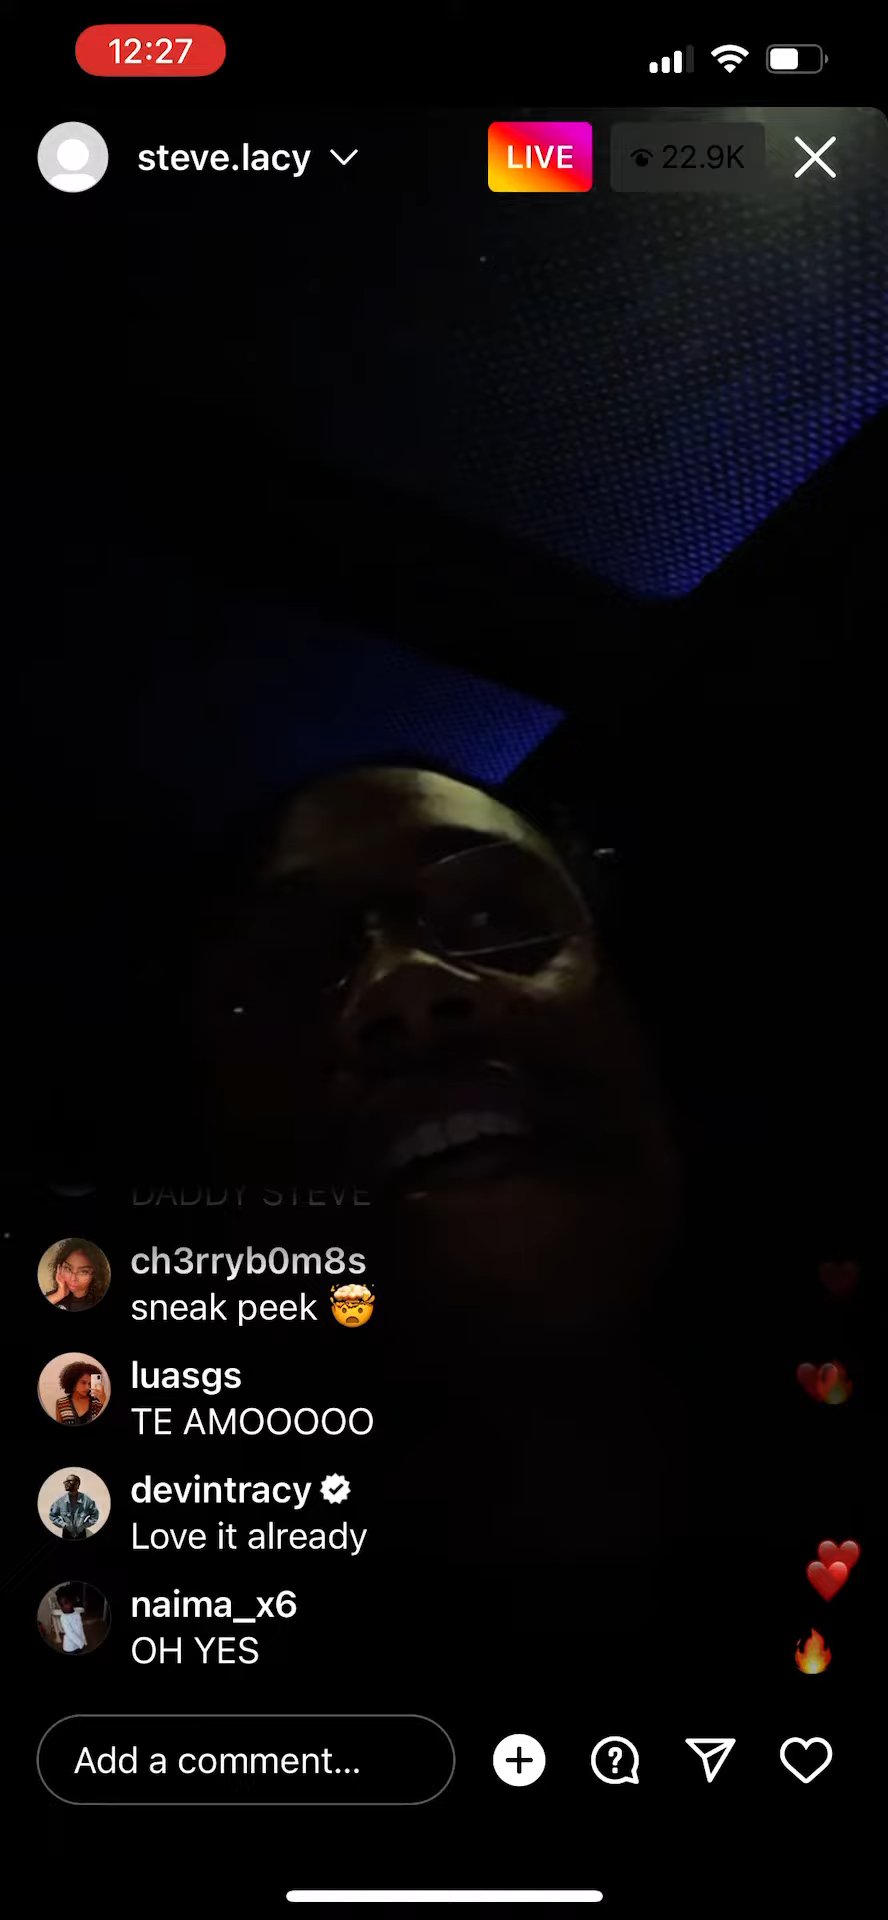 12:27
steve.lacy
LIVE
22.9K
DADDY STEVE
ch3rryb0m8s
sneak peek 🤯
luasgs
TE AMOOOOO
devintracy
Love it already
naima_x6
OH YES
Add a comment...